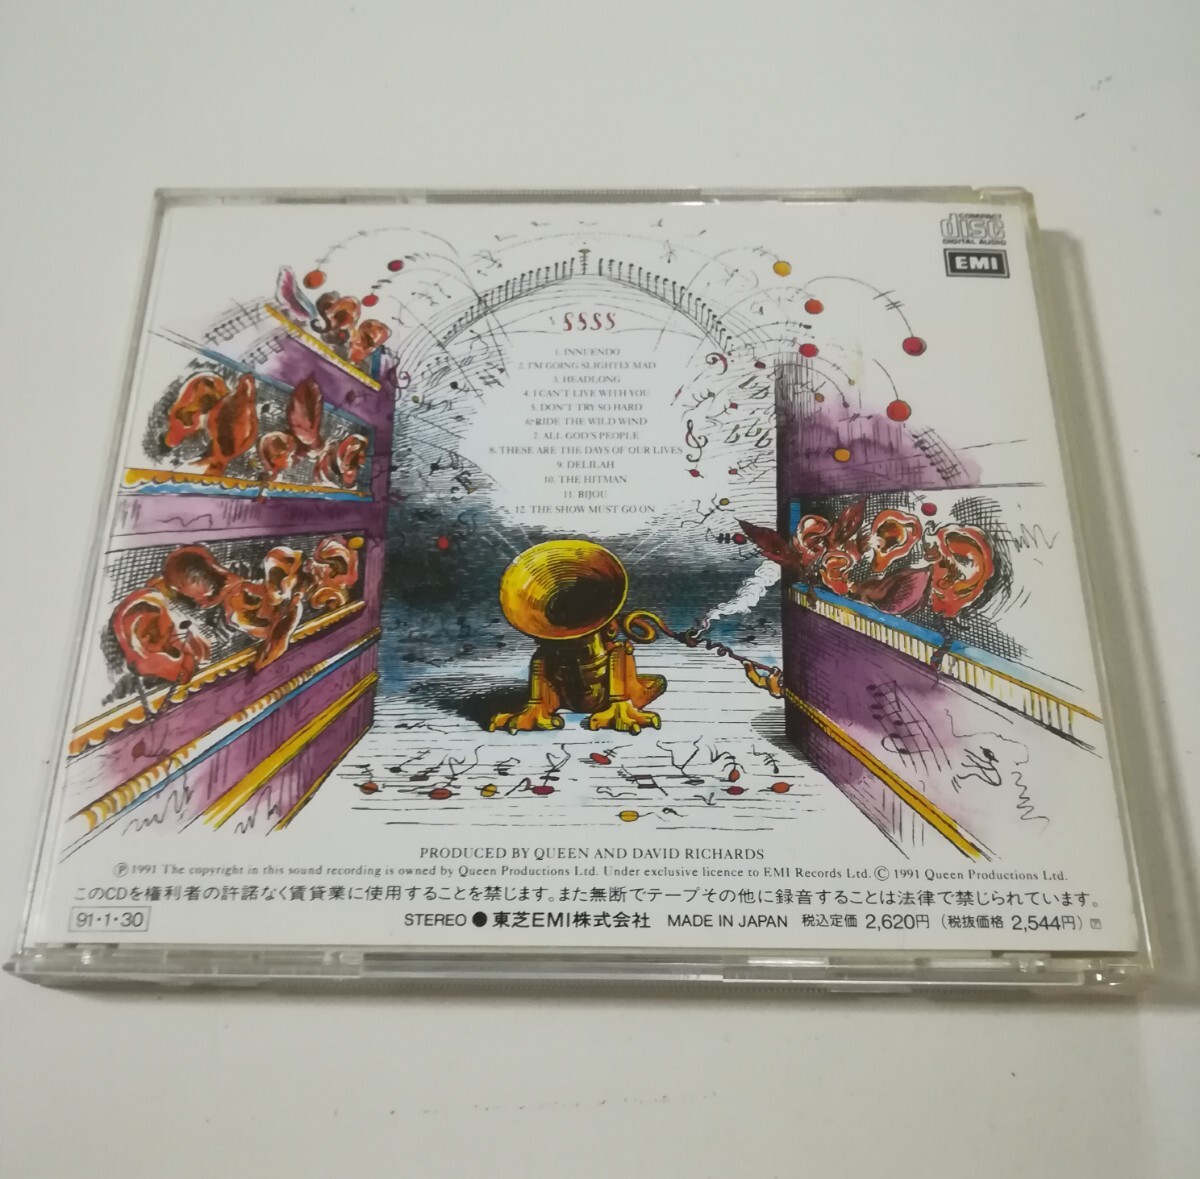 COMPACT
disc
DIGITAL AUDIO
EMI
1. INNUENDO
2. I'M GOING SLIGHTLY MAD
3. HEADLONG
4. I CAN'T LIVE WITH YOU
5. DON'T TRY SO HARD
6. RIDE THE WILD WIND
7. ALL GOD'S PEOPLE
8. THESE ARE THE DAYS OF OUR LIVES
9. DELILAH
10. THE HITMAN
11. BIJOU
12. THE SHOW MUST GO ON
PRODUCED BY QUEEN AND DAVID RICHARDS
Ⓟ 1991 The copyright in this sound recording is owned by Queen Productions Ltd. Under exclusive licence to EMI Records Ltd. Ⓒ 1991 Queen Productions Ltd.
このCDを権利者の許諾なく賃貸業に使用することを禁じます。また無断でテープその他に録音することは法律で禁じられています。
91・1・30 STEREO ● 東芝EMI株式会社 MADE IN JAPAN 税込定価 2,620円 (税抜価格 2,544円)